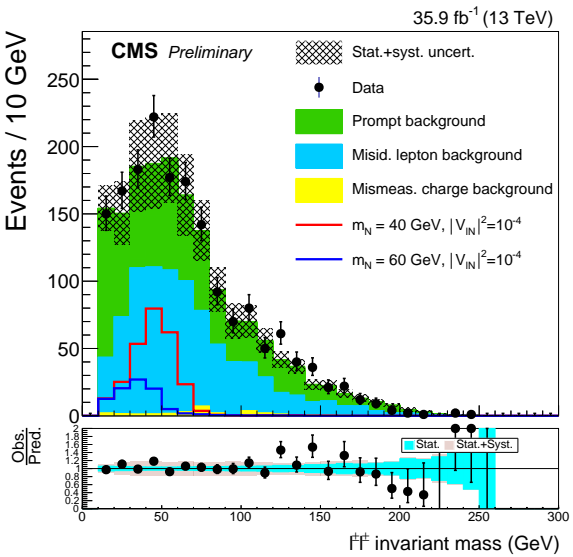 35.9 fb⁻¹ (13 TeV)
CMS Preliminary
Stat.+syst. uncert.
Data
Prompt background
Misid. lepton background
Mismeas. charge background
m_N = 40 GeV, |V_lN|²=10⁻⁴
m_N = 60 GeV, |V_lN|²=10⁻⁴
Events / 10 GeV
250
200
150
100
50
0
Obs.
Pred.
2
1.8
1.6
1.4
1.2
1
0.8
0.6
0.4
0.2
0
Stat. Stat.+Syst.
0 50 100 150 200 250 300
invariant mass (GeV)